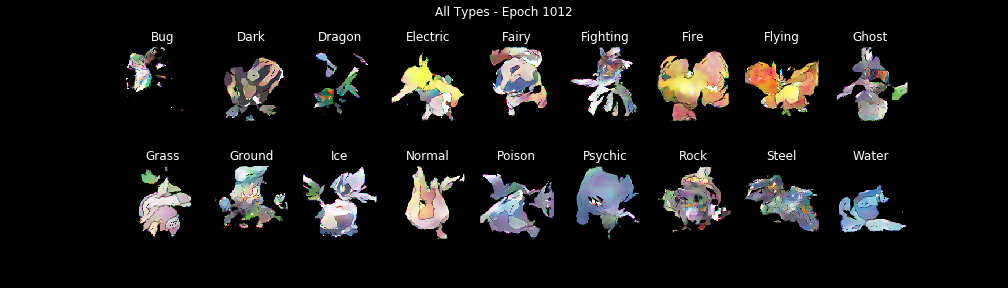 All Types - Epoch 1012
Bug Dark Dragon Electric Fairy Fighting Fire Flying Ghost
Grass Ground Ice Normal Poison Psychic Rock Steel Water